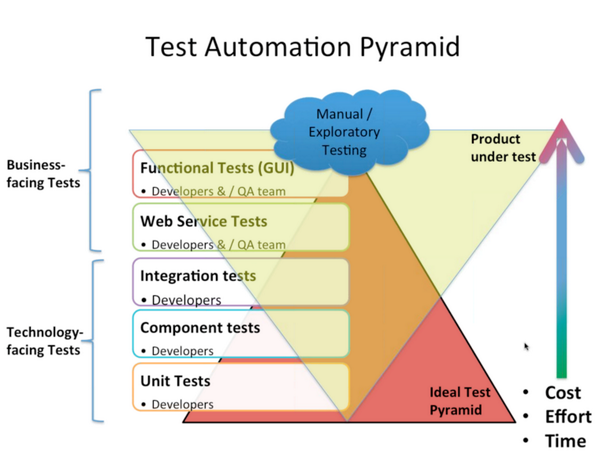 Test Automation Pyramid
Manual /
Exploratory
Testing
Product
under test
Business-
facing Tests
Functional Tests (GUI)
• Developers & / QA team
Web Service Tests
• Developers & / QA team
Integration tests
• Developers
Technology-
facing Tests
Component tests
• Developers
Unit Tests
• Developers
Ideal Test
Pyramid
• Cost
• Effort
• Time